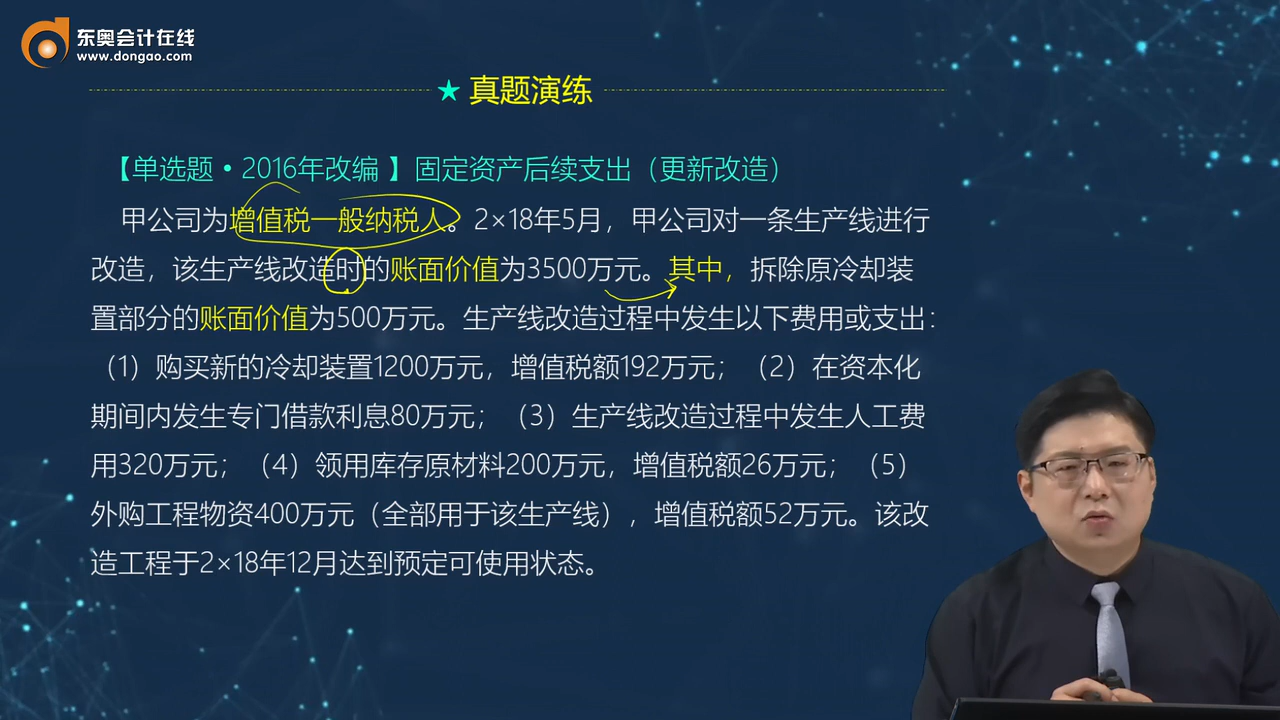 东奥会计在线
www.dongao.com
★ 真题演练
【单选题•2016年改编 】固定资产后续支出（更新改造）
甲公司为增值税一般纳税人。2×18年5月，甲公司对一条生产线进行
改造，该生产线改造时的账面价值为3500万元。其中，拆除原冷却装
置部分的账面价值为500万元。生产线改造过程中发生以下费用或支出：
（1）购买新的冷却装置1200万元，增值税额192万元；（2）在资本化
期间内发生专门借款利息80万元；（3）生产线改造过程中发生人工费
用320万元；（4）领用库存原材料200万元，增值税额26万元；（5）
外购工程物资400万元（全部用于该生产线），增值税额52万元。该改
造工程于2×18年12月达到预定可使用状态。